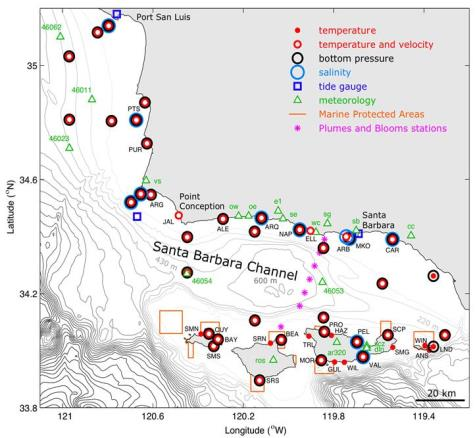 46062
Port San Luis
temperature
temperature and velocity
bottom pressure
salinity
tide gauge
meteorology
Marine Protected Areas
Plumes and Blooms stations
35
46011
PTS
46023
PUR
34.6
vs
ARG
Point
Conception
JAL
ALE
ow oe
ARQ
e1
se
NAP
wc
ELL
sg
sb
Santa
Barbara
ARB
MKO
CAR
cc
Latitude (°N)
Santa Barbara Channel
430 m
600 m
46054
46053
34.2
220 m
SMN
CUY
BAY
SMS
SRN
BEA
ros
SRS
PRO
TRL
HAZ
ar320
MOR
GUL
WIL
PEL
VAL
SCP
SMG
WIN
ANS
LND
20 km
33.8
121
120.6
120.2
119.8
119.4
Longitude (°W)